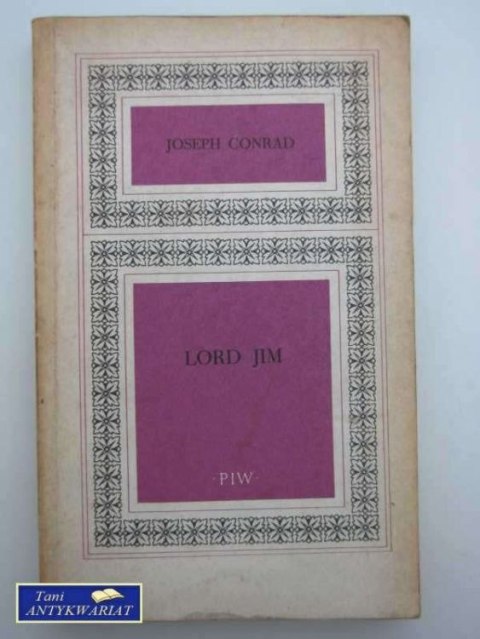 JOSEPH CONRAD
LORD JIM
·PIW·
Tani
ANTYKWARIAT